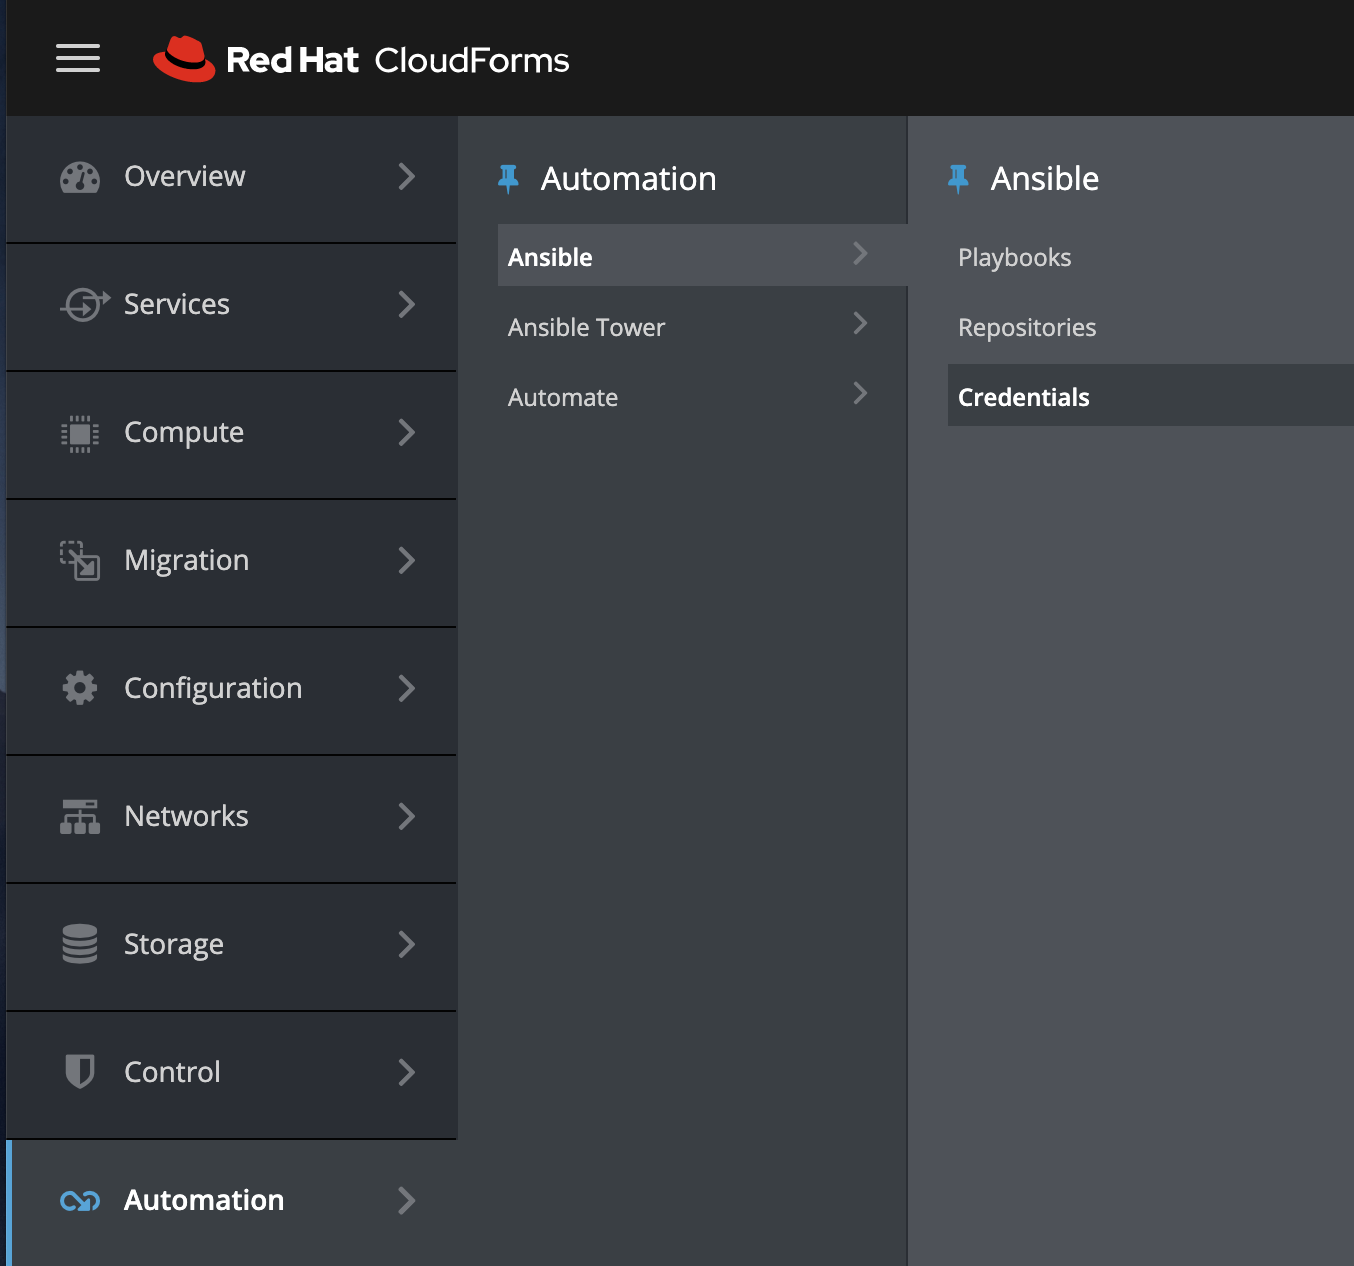 Red Hat CloudForms
Overview
Services
Compute
Migration
Configuration
Networks
Storage
Control
Automation
Automation
Ansible
Ansible Tower
Automate
Ansible
Playbooks
Repositories
Credentials